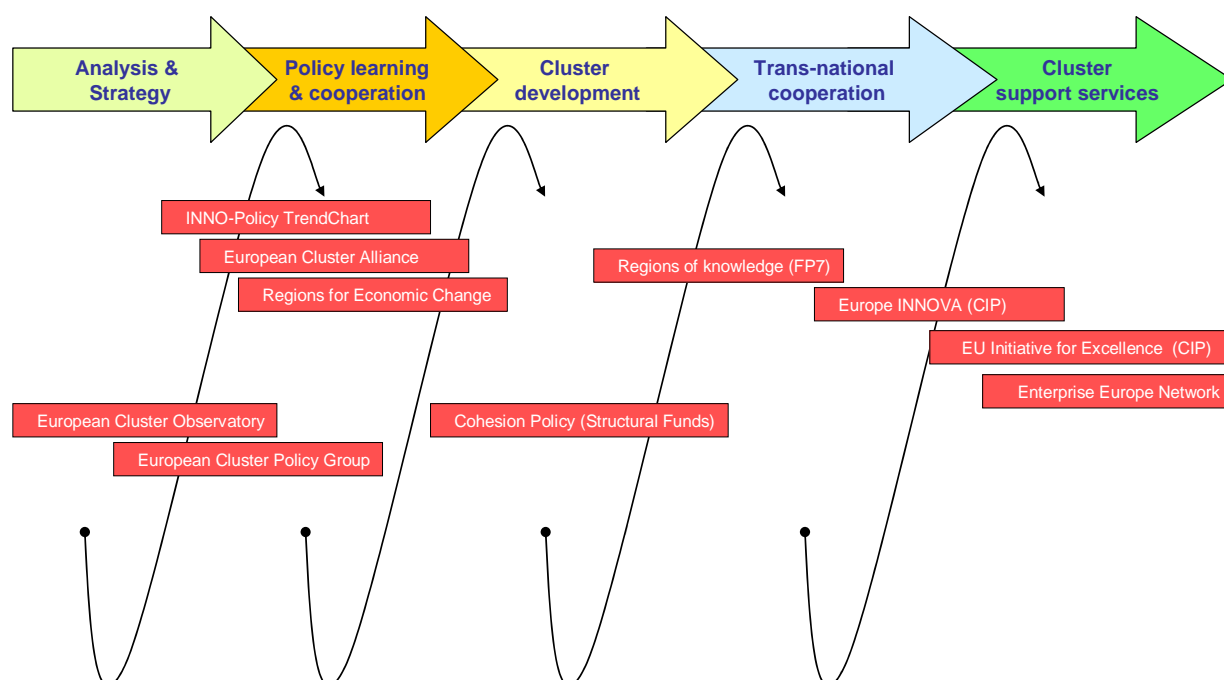 Analysis &
Strategy
Policy learning
& cooperation
Cluster
development
Trans-national
cooperation
Cluster
support services
INNO-Policy TrendChart
European Cluster Alliance
Regions for Economic Change
Regions of knowledge (FP7)
Europe INNOVA (CIP)
EU Initiative for Excellence (CIP)
Enterprise Europe Network
European Cluster Observatory
Cohesion Policy (Structural Funds)
European Cluster Policy Group